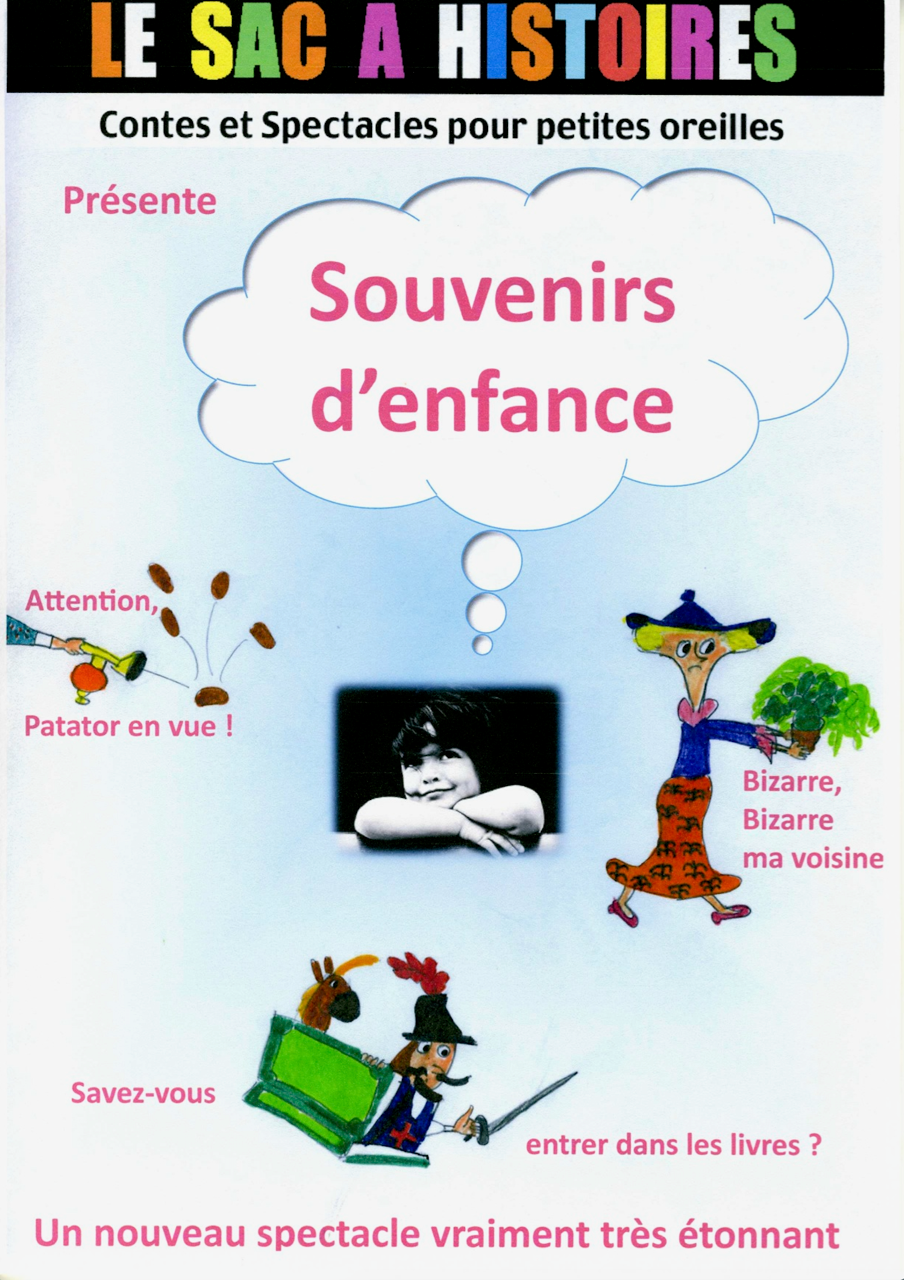 LE SAC A HISTOIRES
Contes et Spectacles pour petites oreilles
Présente
Souvenirs
d'enfance
Attention,
Patator en vue !
Bizarre,
Bizarre
ma voisine
Savez-vous
entrer dans les livres ?
Un nouveau spectacle vraiment très étonnant